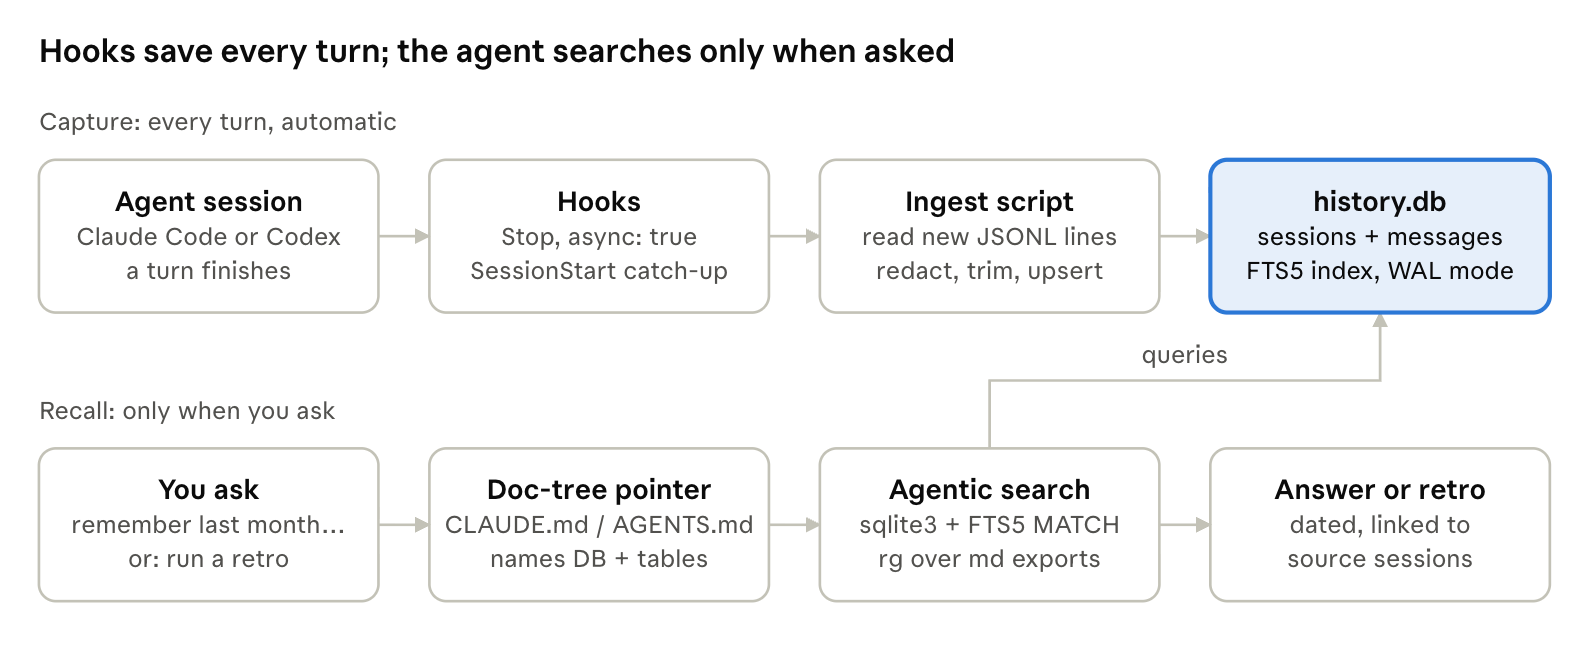 Hooks save every turn; the agent searches only when asked
Capture: every turn, automatic
Agent session
Claude Code or Codex
a turn finishes
Hooks
Stop, async: true
SessionStart catch-up
Ingest script
read new JSONL lines
redact, trim, upsert
history.db
sessions + messages
FTS5 index, WAL mode
queries
Recall: only when you ask
You ask
remember last month...
or: run a retro
Doc-tree pointer
CLAUDE.md / AGENTS.md
names DB + tables
Agentic search
sqlite3 + FTS5 MATCH
rg over md exports
Answer or retro
dated, linked to
source sessions